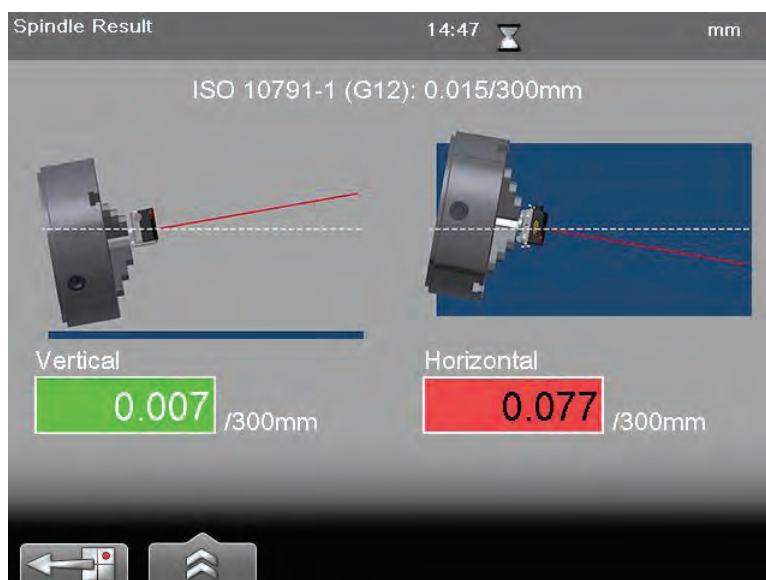 Spindle Result 14:47 mm
ISO 10791-1 (G12): 0.015/300mm
Vertical Horizontal
0.007 /300mm 0.077 /300mm